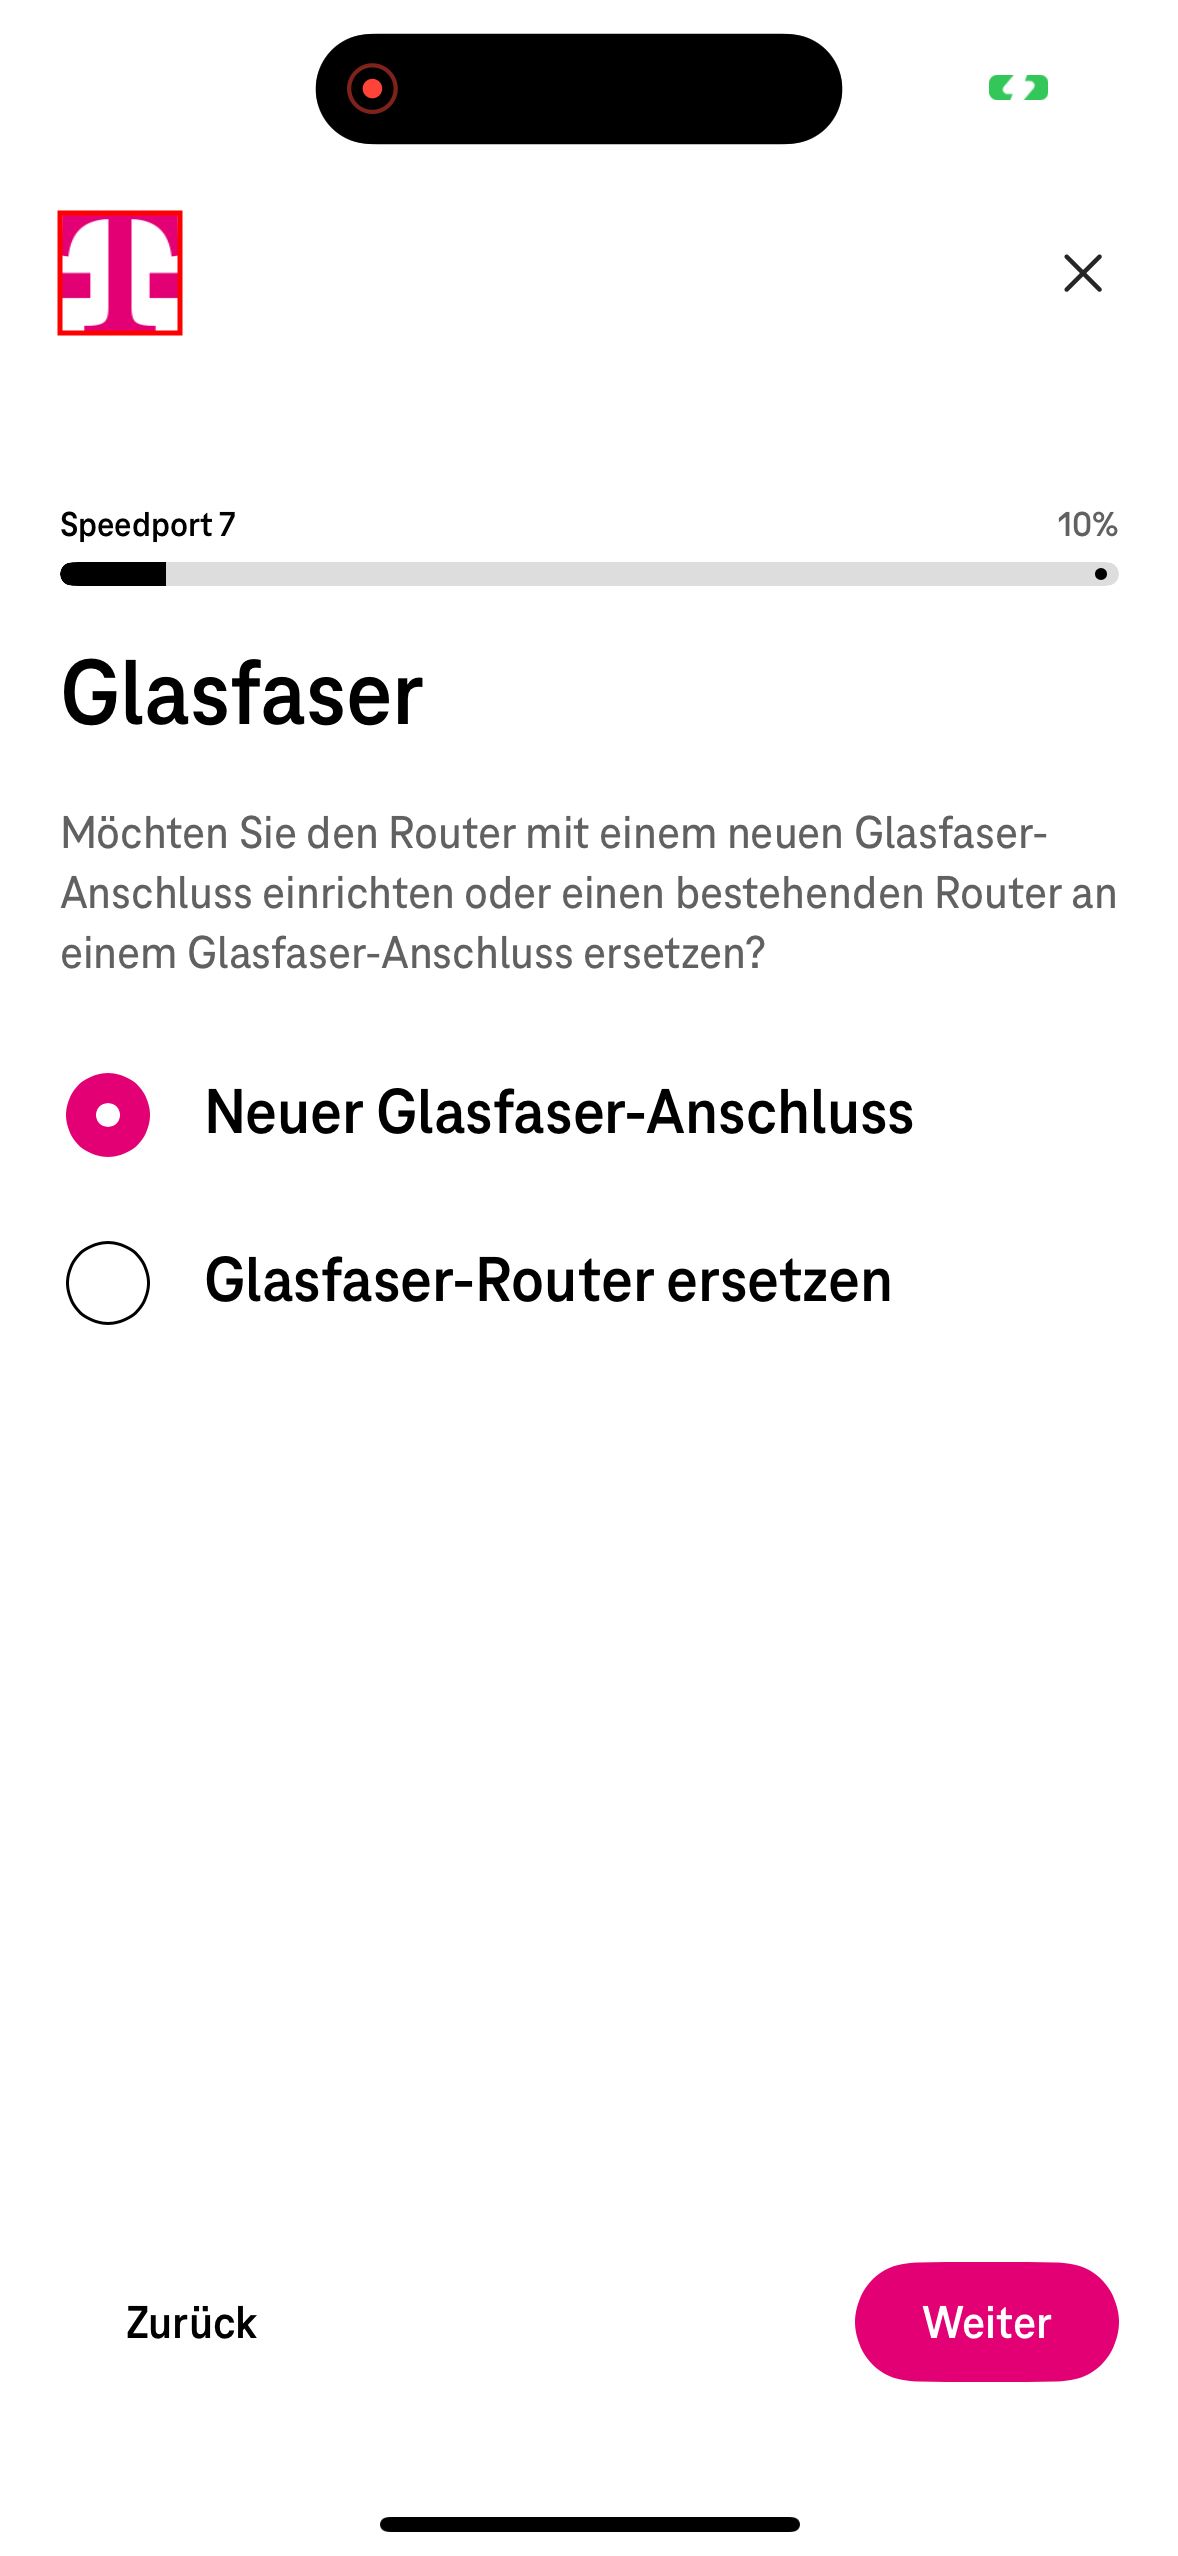 T
Speedport 7
10%
Glasfaser
Möchten Sie den Router mit einem neuen Glasfaser-
Anschluss einrichten oder einen bestehenden Router an
einem Glasfaser-Anschluss ersetzen?
Neuer Glasfaser-Anschluss
Glasfaser-Router ersetzen
Zurück
Weiter